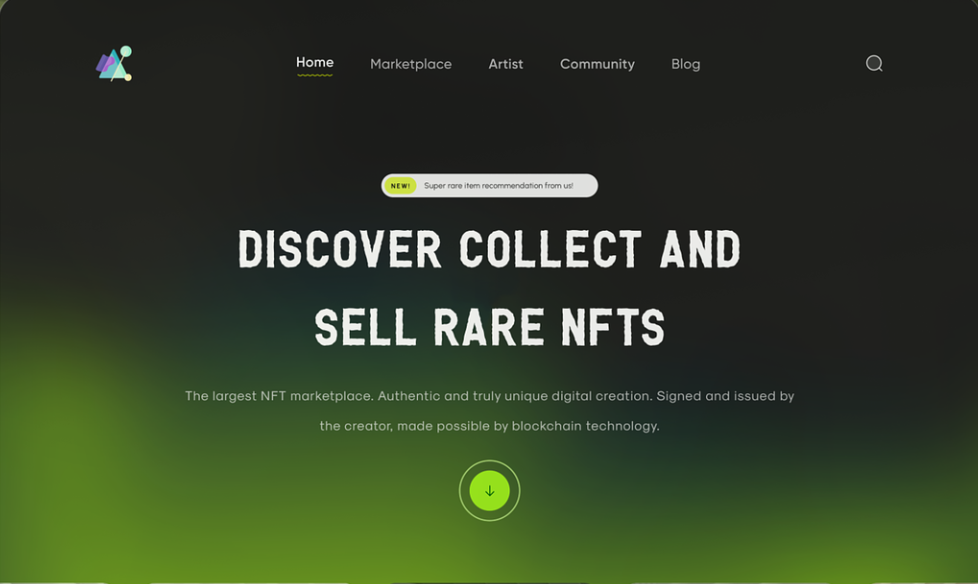 Home
Marketplace
Artist
Community
Blog
NEW! Super rare item recommendation from us!
DISCOVER COLLECT AND
SELL RARE NFTS
The largest NFT marketplace. Authentic and truly unique digital creation. Signed and issued by
the creator, made possible by blockchain technology.